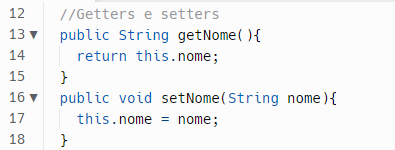 12 //Getters e setters
13 ▼ public String getNome(){
14 return this.nome;
15 }
16 ▼ public void setNome(String nome){
17 this.nome = nome;
18 }